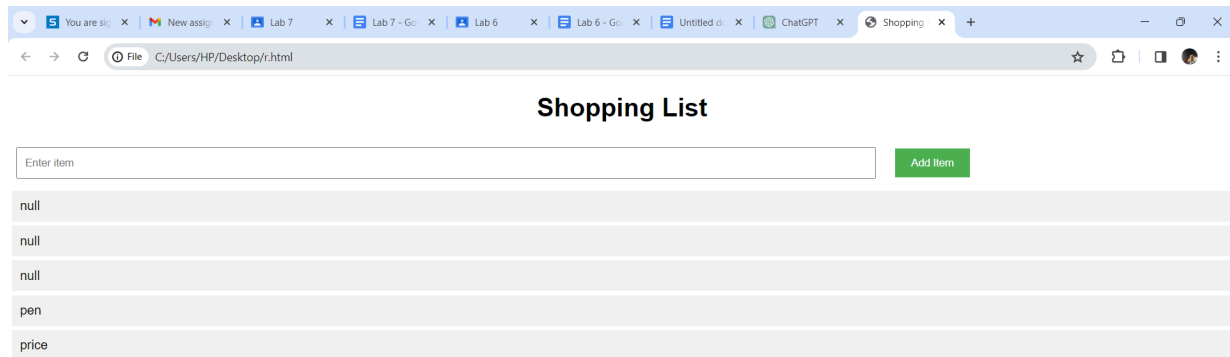 You are sig New assign Lab 7 Lab 7 - Go Lab 6 Lab 6 - Go Untitled do ChatGPT Shopping
File C:/Users/HP/Desktop/r.html
Shopping List
Enter item Add Item
null
null
null
pen
price